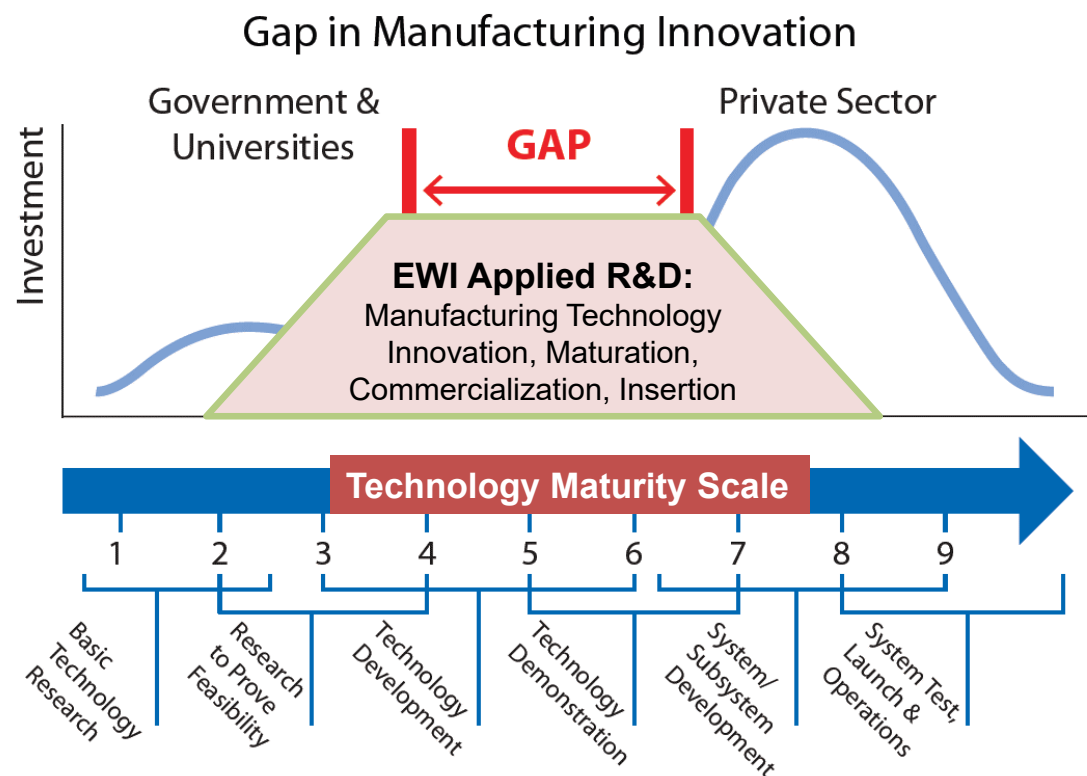 Gap in Manufacturing Innovation
Government &
Universities
Private Sector
GAP
Investment
EWI Applied R&D:
Manufacturing Technology
Innovation, Maturation,
Commercialization, Insertion
Technology Maturity Scale
1 2 3 4 5 6 7 8 9
Basic
Technology
Research
Research
to Prove
Feasibility
Technology
Development
Technology
Demonstration
System/
Subsystem
Development
System Test,
Launch &
Operations